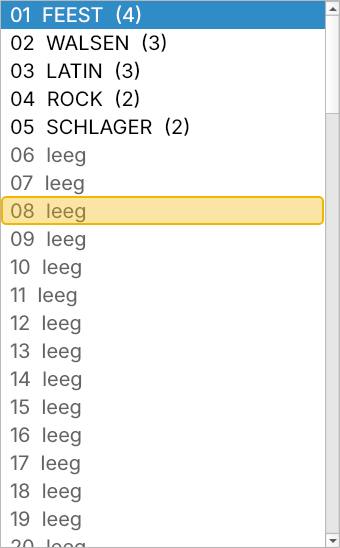 01 FEEST (4)
02 WALSEN (3)
03 LATIN (3)
04 ROCK (2)
05 SCHLAGER (2)
06 leeg
07 leeg
08 leeg
09 leeg
10 leeg
11 leeg
12 leeg
13 leeg
14 leeg
15 leeg
16 leeg
17 leeg
18 leeg
19 leeg
20 leeg